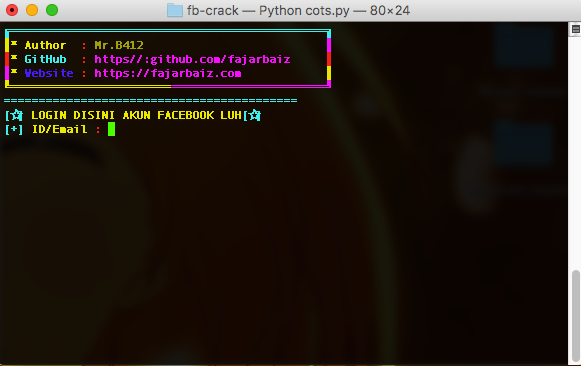 fb-crack — Python cots.py — 80×24
* Author : Mr.B412
* GitHub : https//:github.com/fajarbaiz
* Website : https://fajarbaiz.com
==========================================
[☆] LOGIN DISINI AKUN FACEBOOK LUH[☆]
[+] ID/Email :